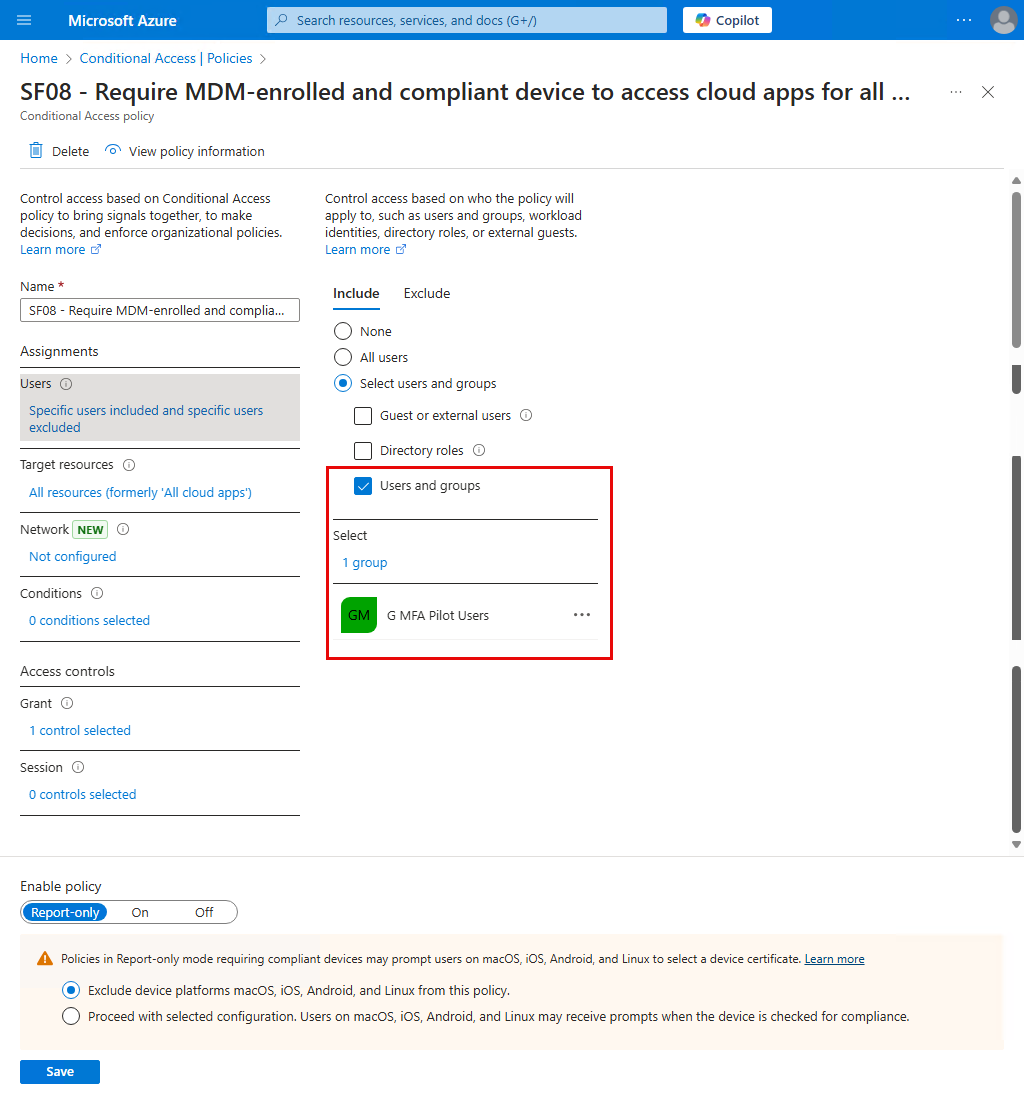 Microsoft Azure
Search resources, services, and docs (G+/)
Copilot
Home > Conditional Access | Policies >
SF08 - Require MDM-enrolled and compliant device to access cloud apps for all ...
Conditional Access policy
Delete
View policy information
Control access based on Conditional Access
policy to bring signals together, to make
decisions, and enforce organizational policies.
Learn more
Name *
SF08 - Require MDM-enrolled and complia...
Assignments
Users
Specific users included and specific users
excluded
Target resources
All resources (formerly 'All cloud apps')
Network NEW
Not configured
Conditions
0 conditions selected
Access controls
Grant
1 control selected
Session
0 controls selected
Control access based on who the policy will
apply to, such as users and groups, workload
identities, directory roles, or external guests.
Learn more
Include Exclude
None
All users
Select users and groups
Guest or external users
Directory roles
Users and groups
Select
1 group
GM G MFA Pilot Users
Enable policy
Report-only On Off
Policies in Report-only mode requiring compliant devices may prompt users on macOS, iOS, Android, and Linux to select a device certificate. Learn more
Exclude device platforms macOS, iOS, Android, and Linux from this policy.
Proceed with selected configuration. Users on macOS, iOS, Android, and Linux may receive prompts when the device is checked for compliance.
Save